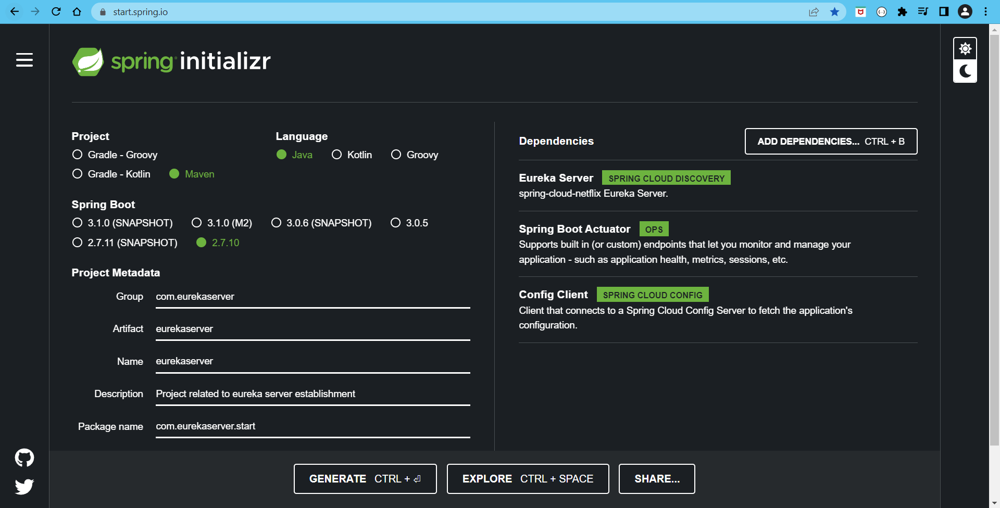 start.spring.io
spring initializr
Project
Gradle - Groovy
Gradle - Kotlin Maven
Language
Java Kotlin Groovy
Spring Boot
3.1.0 (SNAPSHOT) 3.1.0 (M2) 3.0.6 (SNAPSHOT) 3.0.5
2.7.11 (SNAPSHOT) 2.7.10
Project Metadata
Group com.eurekaserver
Artifact eurekaserver
Name eurekaserver
Description Project related to eureka server establishment
Package name com.eurekaserver.start
Dependencies ADD DEPENDENCIES... CTRL + B
Eureka Server SPRING CLOUD DISCOVERY
spring-cloud-netflix Eureka Server.
Spring Boot Actuator OPS
Supports built in (or custom) endpoints that let you monitor and manage your
application - such as application health, metrics, sessions, etc.
Config Client SPRING CLOUD CONFIG
Client that connects to a Spring Cloud Config Server to fetch the application's
configuration.
GENERATE CTRL + ⏎ EXPLORE CTRL + SPACE SHARE...